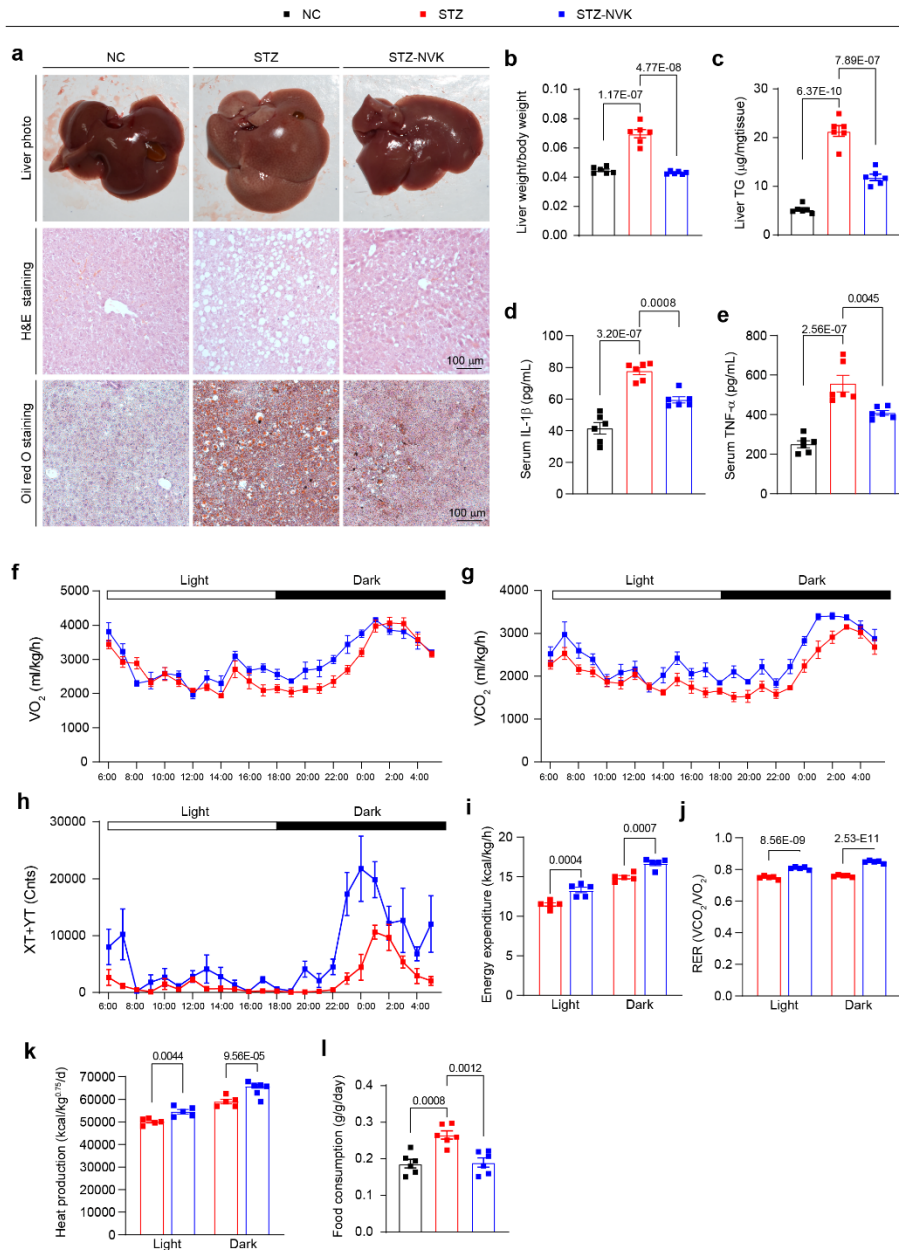 NC STZ STZ-NVK
a
NC STZ STZ-NVK
Liver photo
H&E staining
100 μm
Oil red O staining
100 μm
b
Liver weight/body weight
0.10
0.08
0.06
0.04
0.02
0.00
1.17E-07
4.77E-08
c
Liver TG (μg/mgtissue)
30
20
10
0
6.37E-10
7.89E-07
d
Serum IL-1β (pg/mL)
100
80
60
40
20
0
3.20E-07
0.0008
e
Serum TNF-α (pg/mL)
800
600
400
200
0
2.56E-07
0.0045
f
Light Dark
VO2 (ml/kg/h)
5000
4000
3000
2000
1000
0
6:00 8:00 10:00 12:00 14:00 16:00 18:00 20:00 22:00 0:00 2:00 4:00
g
Light Dark
VCO2 (ml/kg/h)
4000
3000
2000
1000
0
6:00 8:00 10:00 12:00 14:00 16:00 18:00 20:00 22:00 0:00 2:00 4:00
h
Light Dark
XT+YT (Cnts)
30000
20000
10000
0
6:00 8:00 10:00 12:00 14:00 16:00 18:00 20:00 22:00 0:00 2:00 4:00
i
Energy expenditure (kcal/kg/h)
20
15
10
5
0
0.0004
0.0007
Light Dark
j
RER (VCO2/VO2)
1.0
0.8
0.6
0.4
0.2
0.0
8.56E-09
2.53-E11
Light Dark
k
Heat production (kcal/kg0.75/d)
70000
60000
50000
40000
30000
20000
10000
0
0.0044
9.56E-05
Light Dark
l
Food consumption (g/g/day)
0.4
0.3
0.2
0.1
0.0
0.0008
0.0012